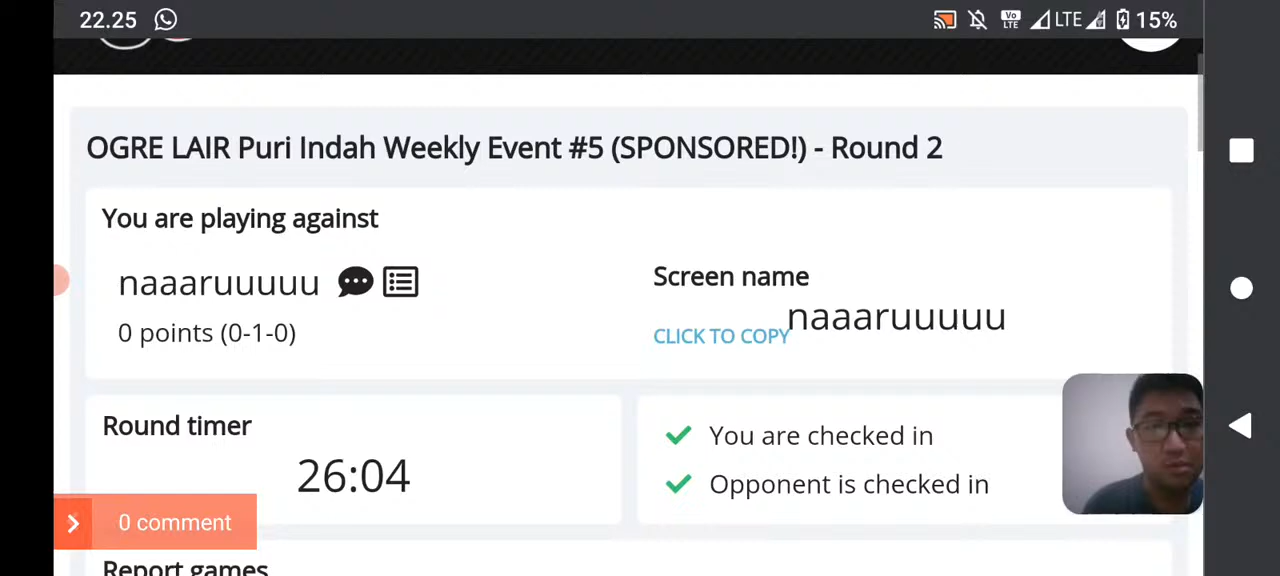 22.25
Vo LTE LTE 15%
OGRE LAIR Puri Indah Weekly Event #5 (SPONSORED!) - Round 2
You are playing against
naaaruuuuu
0 points (0-1-0)
Screen name
CLICK TO COPY
naaaruuuuu
Round timer
26:04
You are checked in
Opponent is checked in
0 comment
Report games